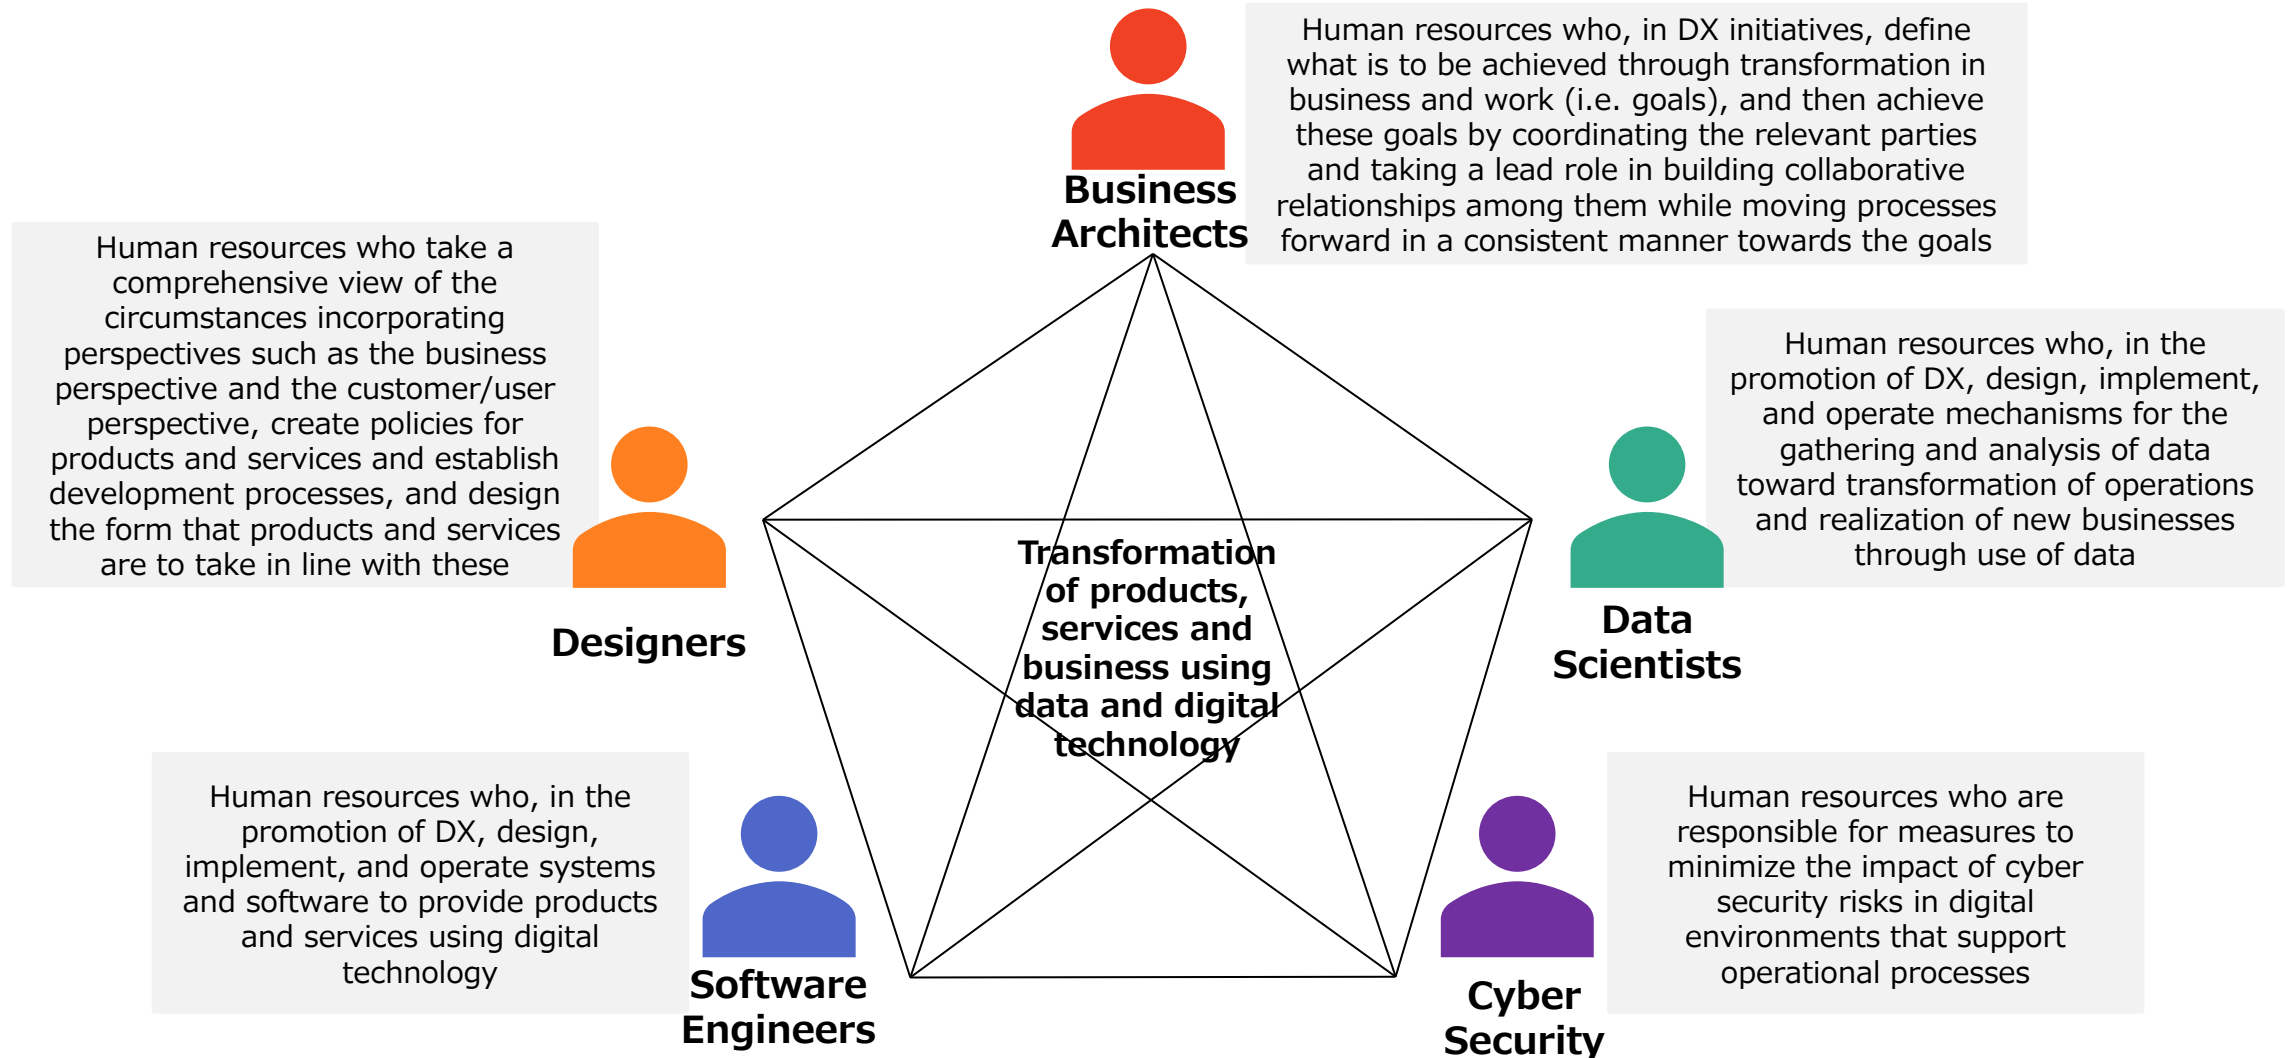 Human resources who, in DX initiatives, define
what is to be achieved through transformation in
business and work (i.e. goals), and then achieve
these goals by coordinating the relevant parties
and taking a lead role in building collaborative
relationships among them while moving processes
forward in a consistent manner towards the goals
Business
Architects
Human resources who take a
comprehensive view of the
circumstances incorporating
perspectives such as the business
perspective and the customer/user
perspective, create policies for
products and services and establish
development processes, and design
the form that products and services
are to take in line with these
Designers
Human resources who, in the
promotion of DX, design, implement,
and operate mechanisms for the
gathering and analysis of data
toward transformation of operations
and realization of new businesses
through use of data
Data
Scientists
Transformation
of products,
services and
business using
data and digital
technology
Human resources who, in the
promotion of DX, design,
implement, and operate systems
and software to provide products
and services using digital
technology
Software
Engineers
Human resources who are
responsible for measures to
minimize the impact of cyber
security risks in digital
environments that support
operational processes
Cyber
Security